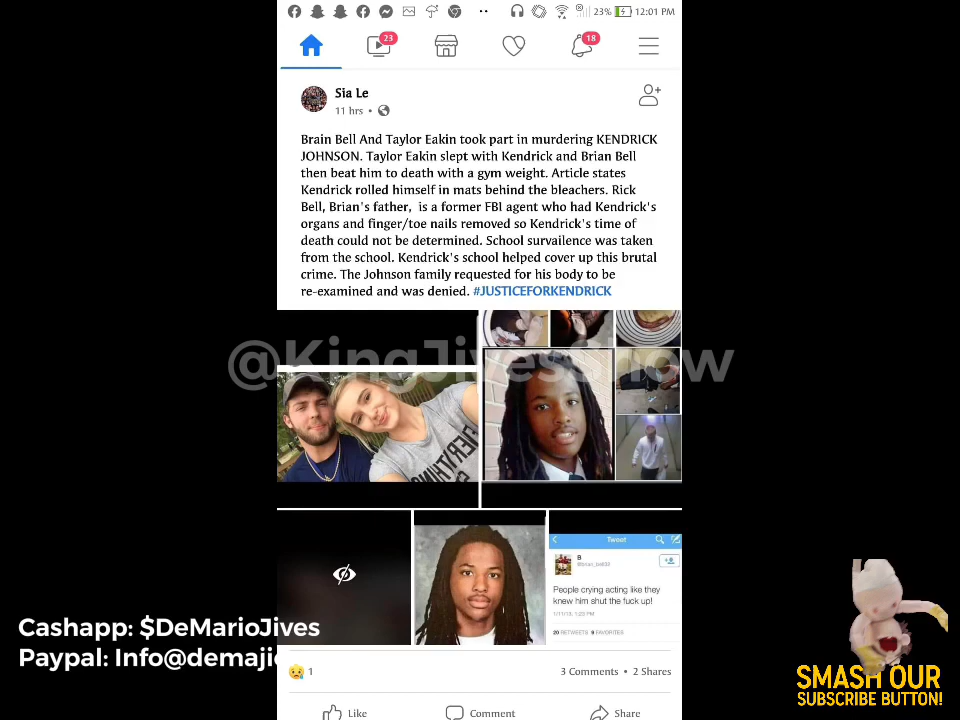 23% 12:01 PM
23
18
Sia Le
11 hrs
Brain Bell And Taylor Eakin took part in murdering KENDRICK
JOHNSON. Taylor Eakin slept with Kendrick and Brian Bell
then beat him to death with a gym weight. Article states
Kendrick rolled himself in mats behind the bleachers. Rick
Bell, Brian's father, is a former FBI agent who had Kendrick's
organs and finger/toe nails removed so Kendrick's time of
death could not be determined. School survailence was taken
from the school. Kendrick's school helped cover up this brutal
crime. The Johnson family requested for his body to be
re-examined and was denied. #JUSTICEFORKENDRICK
@KingJivesShow
EVERYTHING
Tweet
B
People crying acting like they
knew him shut the fuck up!
1/11/13, 1:25 PM
20 RETWEETS 9 FAVORITES
Cashapp: $DeMarioJives
Paypal: Info@demajic
1
3 Comments • 2 Shares
Like
Comment
Share
SMASH OUR
SUBSCRIBE BUTTON!